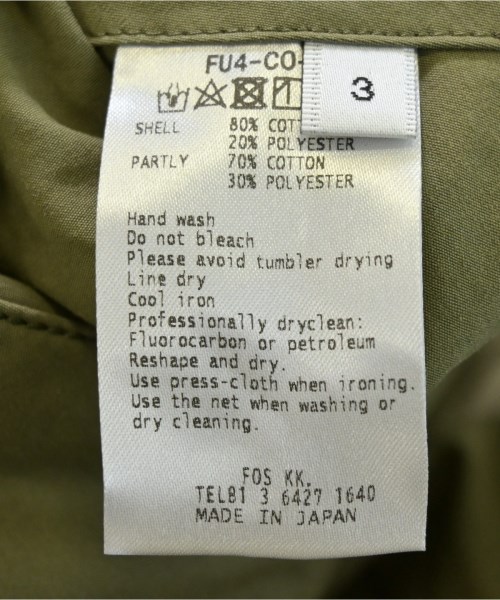 FU4-CO-
3
SHELL 80% COT
20% POLYESTER
PARTLY 70% COTTON
30% POLYESTER
Hand wash
Do not bleach
Please avoid tumbler drying
Line dry
Cool iron
Professionally dryclean:
Fluorocarbon or petroleum
Reshape and dry.
Use press-cloth when ironing.
Use the net when washing or
dry cleaning.
FOS KK.
TEL81 3 6427 1640
MADE IN JAPAN